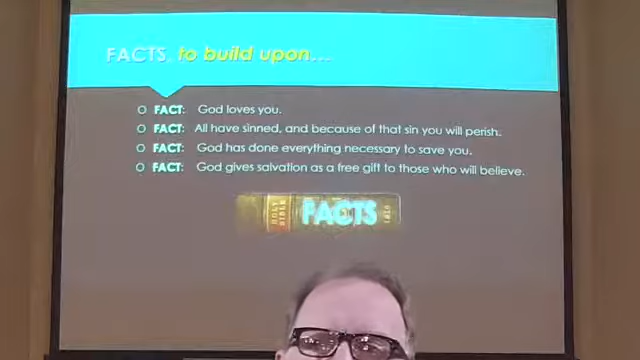 FACTS, to build upon...
FACT: God loves you.
FACT: All have sinned, and because of that sin you will perish.
FACT: God has done everything necessary to save you.
FACT: God gives salvation as a free gift to those who will believe.
HOLY BIBLE FACTS